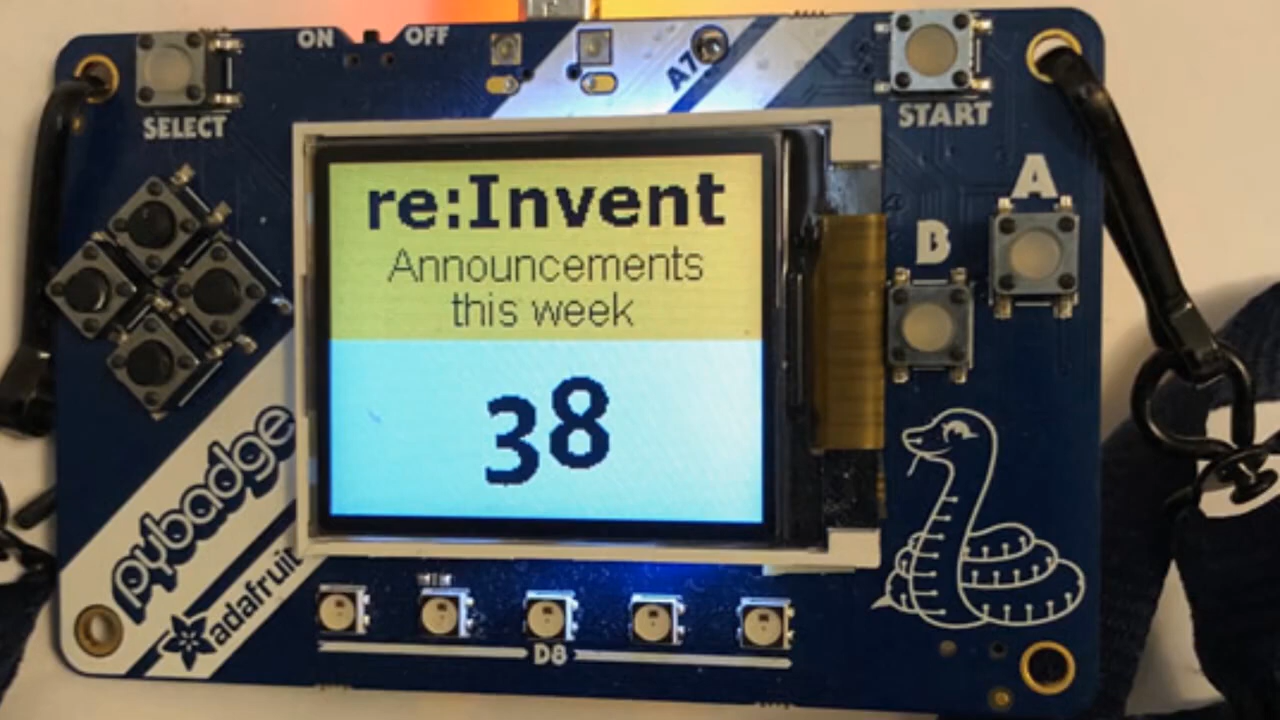 ON OFF
A7
SELECT
START
A
B
re:Invent
Announcements
this week
38
pybadge
adafruit
D8